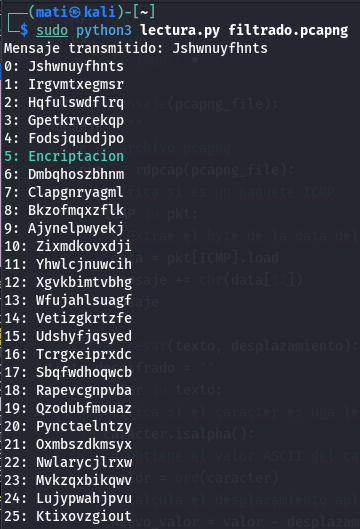 (mati㉿kali)-[~]
$ sudo python3 lectura.py filtrado.pcapng
Mensaje transmitido: Jshwnuyfhnts
0: Jshwnuyfhnts
1: Irgvmtxegmsr
2: Hqfulswdflrq
3: Gpetkrvcekqp
4: Fodsjqubdjpo
5: Encriptacion
6: Dmbqhoszbhnm
7: Clapgnryagml
8: Bkzofmqxzflk
9: Ajynelpwyekj
10: Zixmdkovxdji
11: Yhwlcjnuwcih
12: Xgvkbimtvbhg
13: Wfujahlsuagf
14: Vetizgkrtzfe
15: Udshyfjqsyed
16: Tcrgxeiprxdc
17: Sbqfwdhoqwcb
18: Rapevcgnpvba
19: Qzodubfmouaz
20: Pynctaelntzy
21: Oxmbszdkmsyx
22: Nwlarycjlrxw
23: Mvkzqxbikqwv
24: Lujypwahjpvu
25: Ktixovzgiout